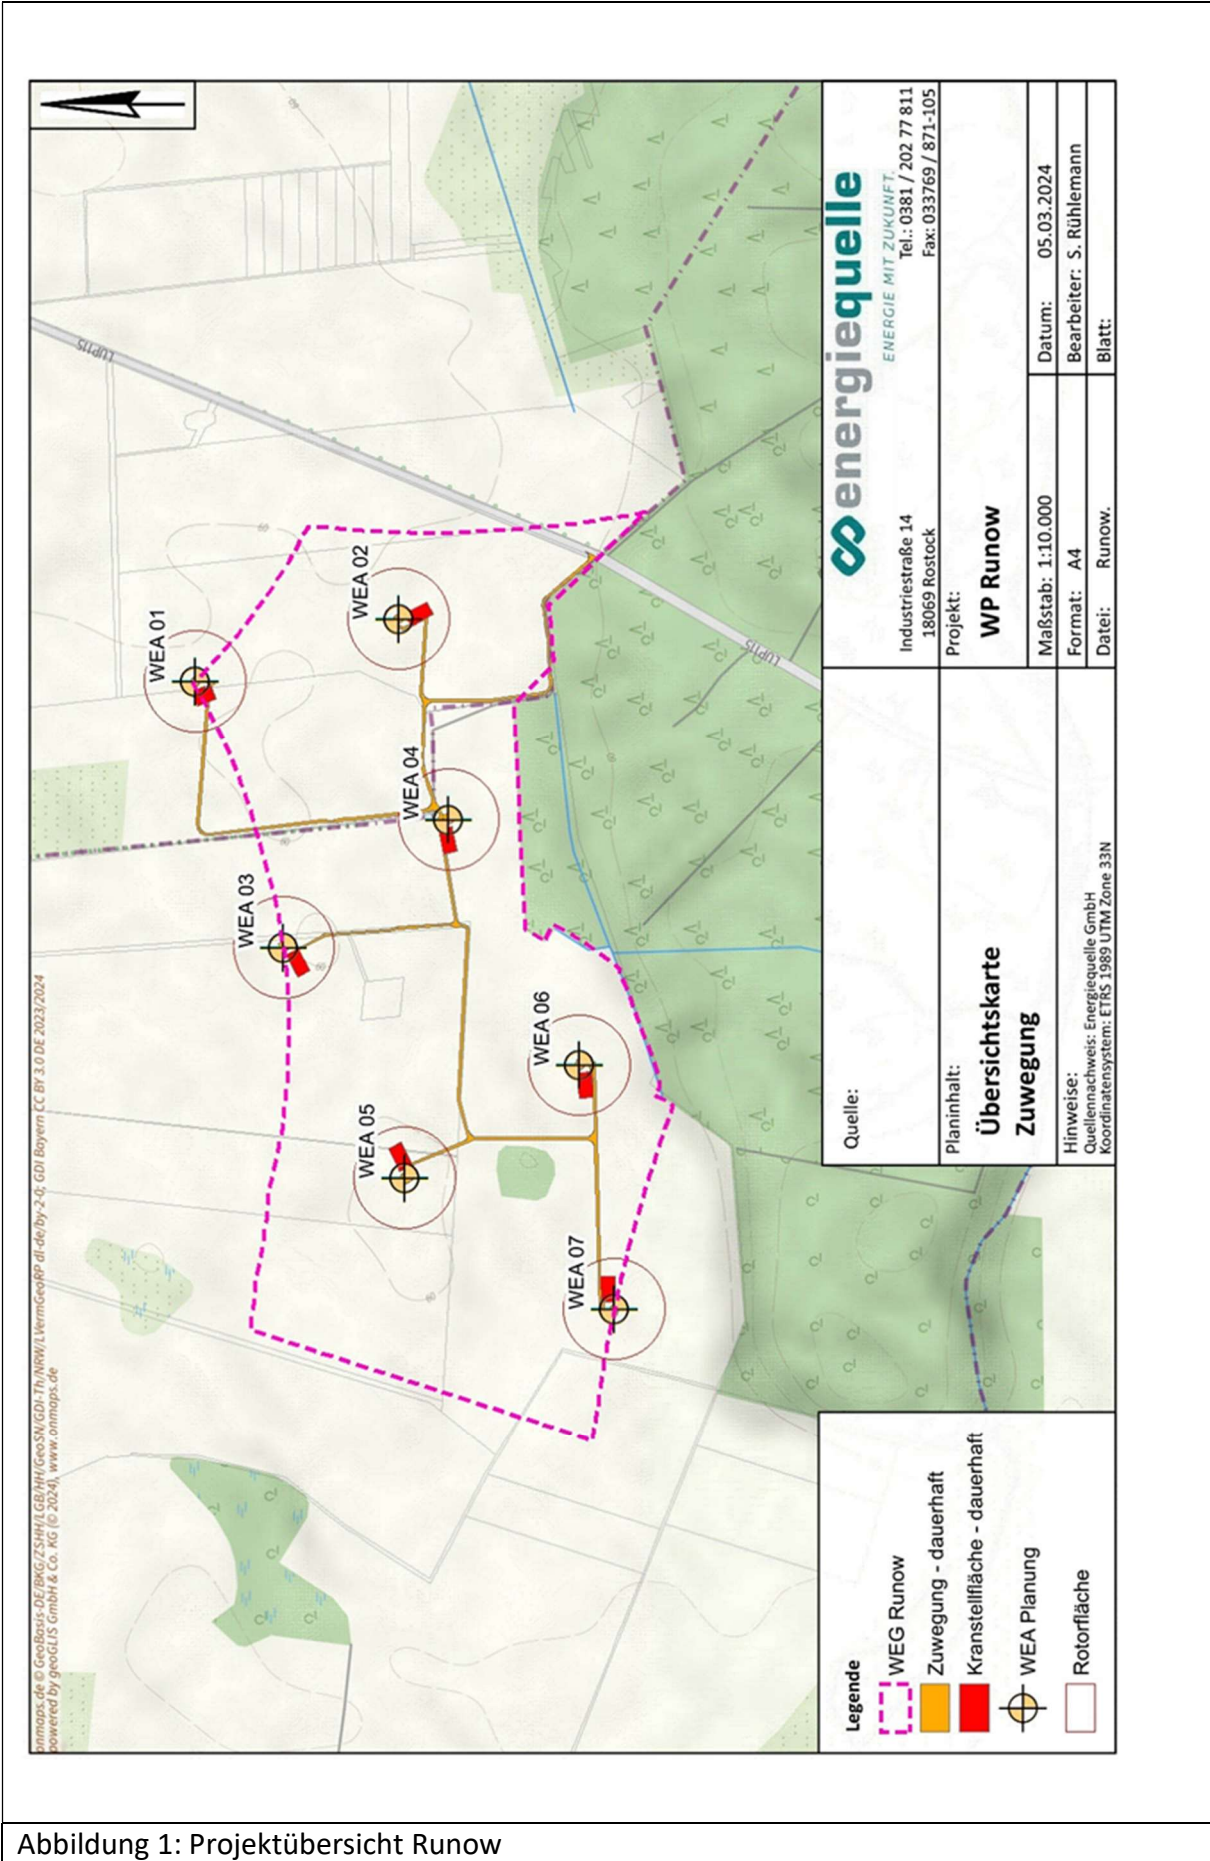 onmaps.de © GeoBasis-DE/BKG/ZSHH/LGB/HH/GeoSN/GDI-Th/NRW/LVermGeoRP dl-de/by-2-0; GDI Bayern CC BY 3.0 DE 2023/2024
powered by geoGLIS GmbH & Co. KG (© 2024), www.onmaps.de
LUP115
WEA 01
WEA 02
WEA 03
WEA 04
WEA 05
WEA 06
WEA 07
80
80
80
80
LUP115
Legende
WEG Runow
Zuwegung - dauerhaft
Kranstellfläche - dauerhaft
WEA Planung
Rotorfläche
Quelle:
energiequelle
ENERGIE MIT ZUKUNFT.
Industriestraße 14
18069 Rostock
Tel.: 0381 / 202 77 811
Fax: 033769 / 871-105
Planinhalt:
Übersichtskarte
Zuwegung
Projekt:
WP Runow
Hinweise:
Quellennachweis: Energiequelle GmbH
Koordinatensystem: ETRS 1989 UTM Zone 33N
Maßstab: 1:10.000
Datum: 05.03.2024
Format: A4
Bearbeiter: S. Rühlemann
Datei: Runow.
Blatt:
Abbildung 1: Projektübersicht Runow